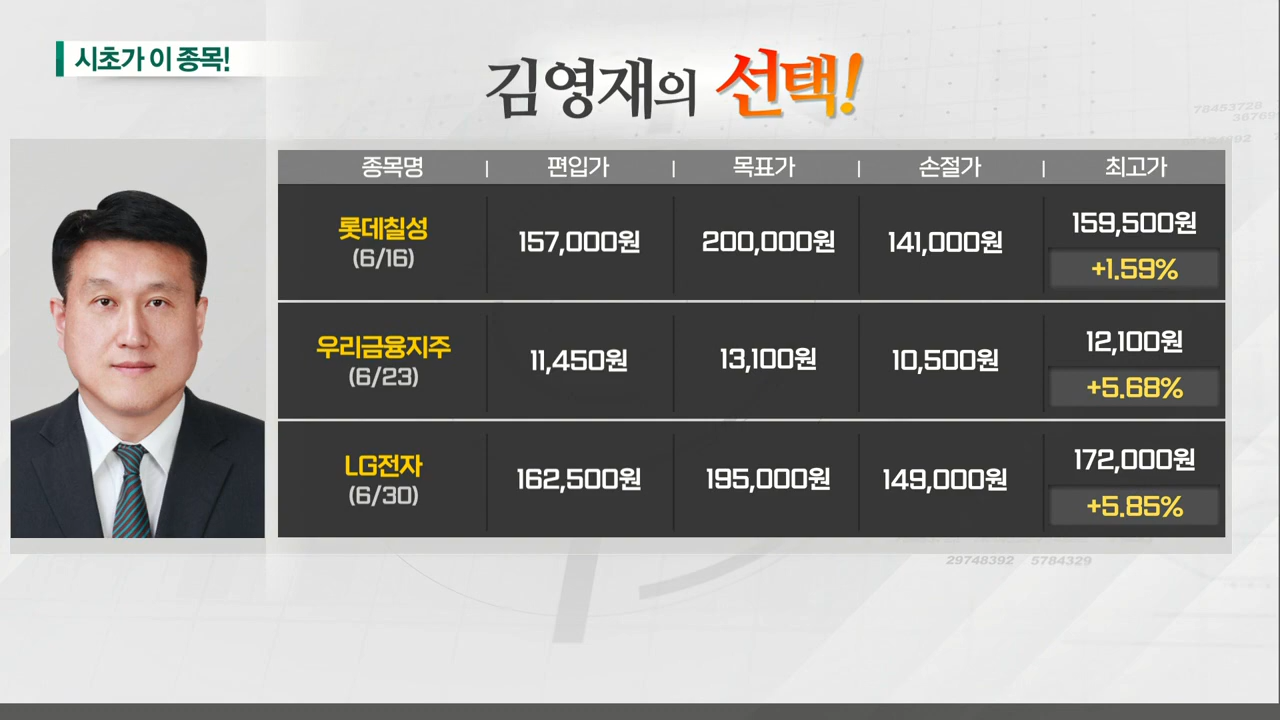 시초가 이 종목!
김영재의 선택!
종목명 | 편입가 | 목표가 | 손절가 | 최고가
롯데칠성 (6/16) 157,000원 200,000원 141,000원 159,500원 +1.59%
우리금융지주 (6/23) 11,450원 13,100원 10,500원 12,100원 +5.68%
LG전자 (6/30) 162,500원 195,000원 149,000원 172,000원 +5.85%
78453728
29748392 5784329